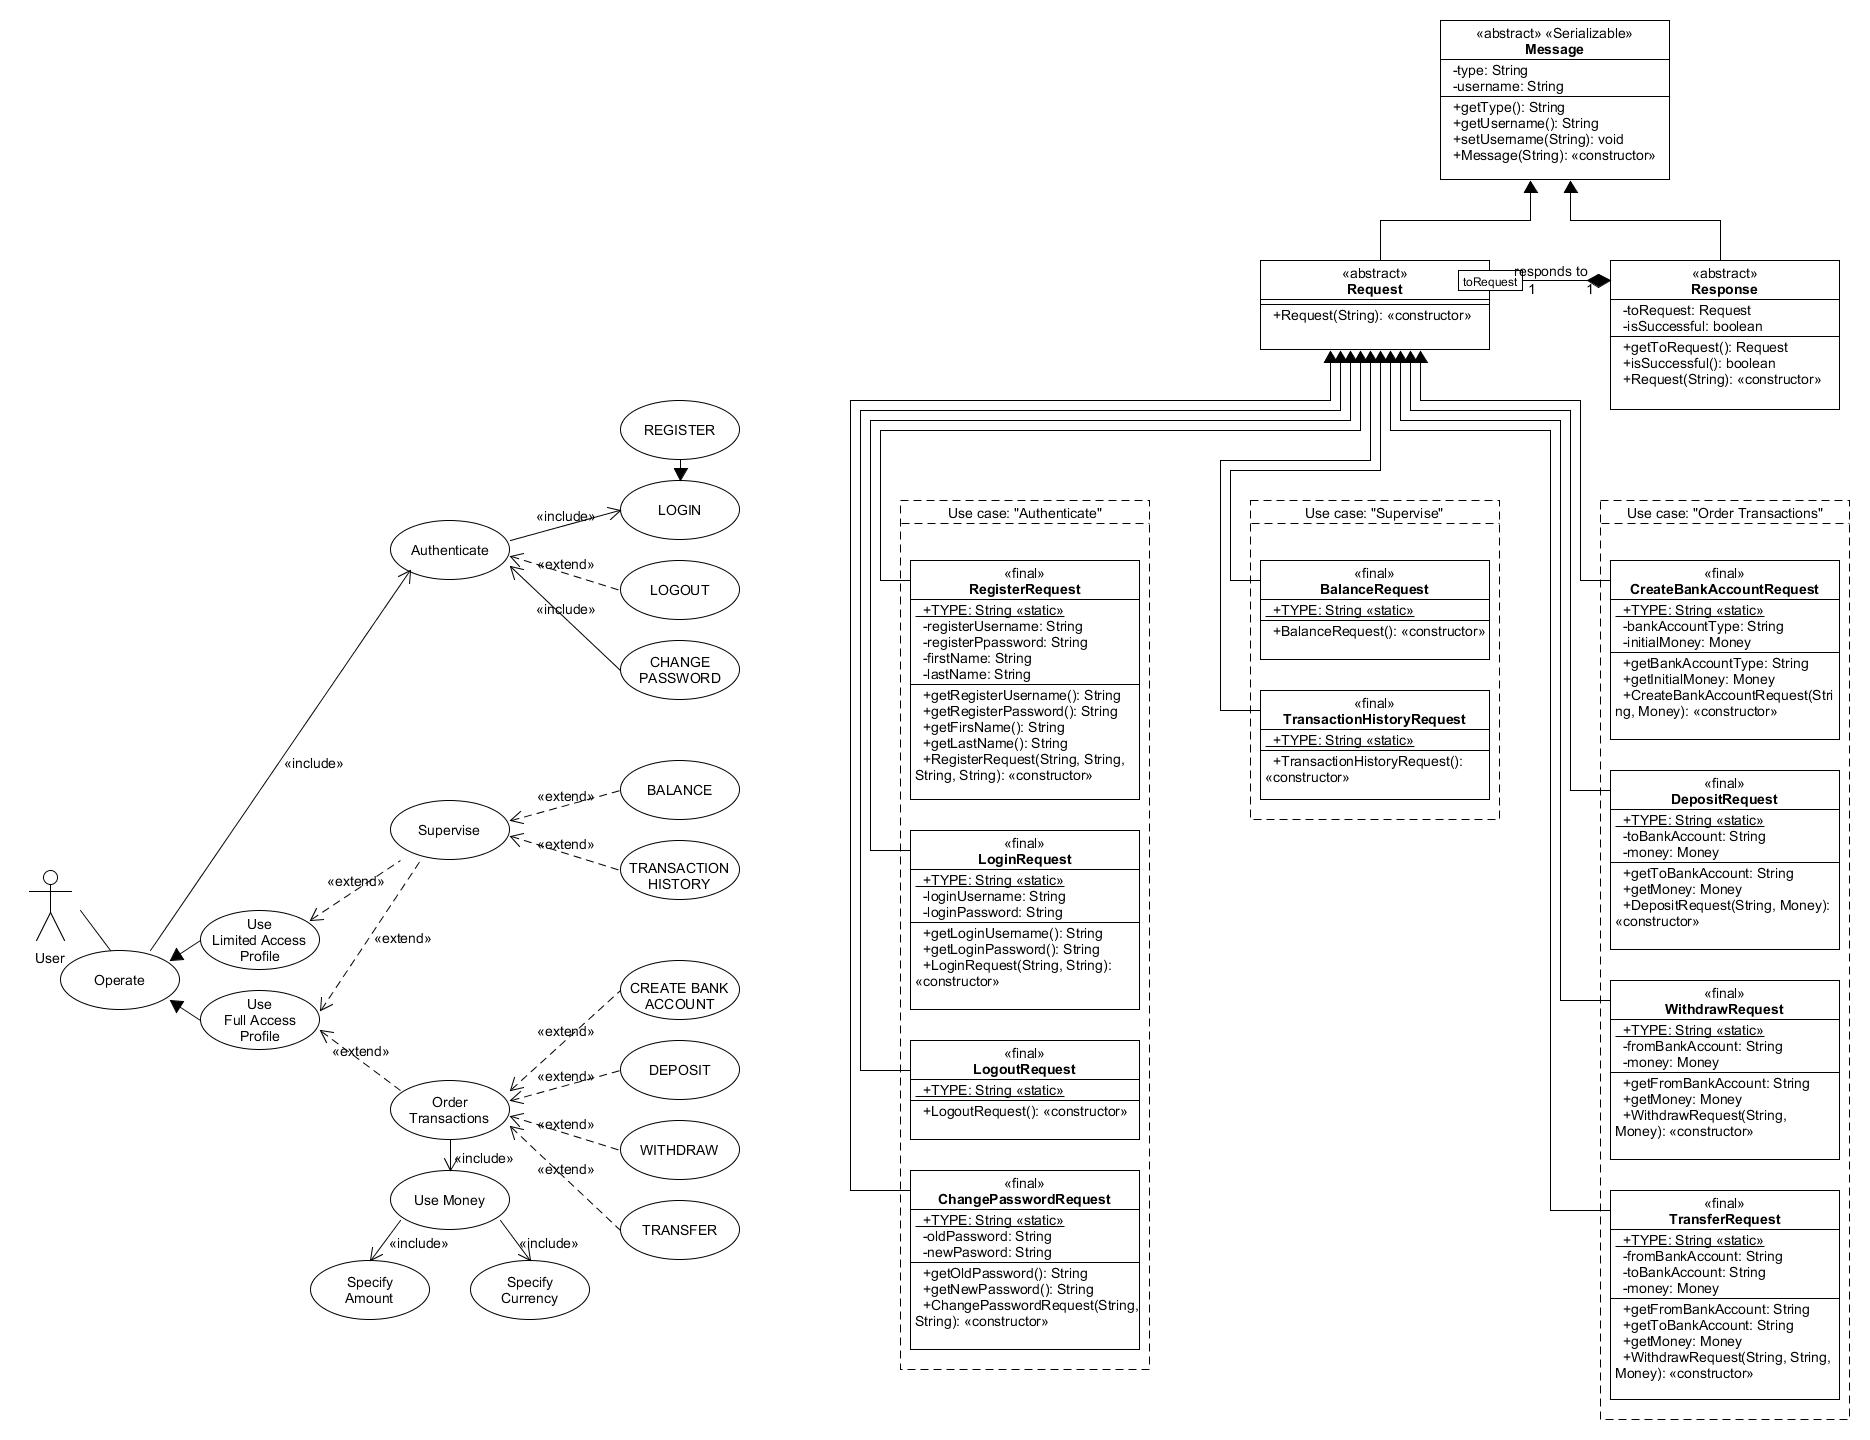 «abstract» «Serializable»
Message
-type: String
-username: String
+getType(): String
+getUsername(): String
+setUsername(String): void
+Message(String): «constructor»
«abstract»
Request
+Request(String): «constructor»
toRequest
responds to
1
1
«abstract»
Response
-toRequest: Request
-isSuccessful: boolean
+getToRequest(): Request
+isSuccessful(): boolean
+Request(String): «constructor»
REGISTER
LOGIN
«include»
Authenticate
«extend»
LOGOUT
«include»
CHANGE
PASSWORD
«include»
BALANCE
«extend»
Supervise
«extend»
TRANSACTION
HISTORY
«extend»
«extend»
User
Use
Limited Access
Profile
Operate
Use
Full Access
Profile
«extend»
CREATE BANK
ACCOUNT
«extend»
DEPOSIT
«extend»
Order
Transactions
«extend»
WITHDRAW
«extend»
TRANSFER
«include»
Use Money
«include»
«include»
Specify
Amount
Specify
Currency
Use case: "Authenticate"
«final»
RegisterRequest
+TYPE: String «static»
-registerUsername: String
-registerPpassword: String
-firstName: String
-lastName: String
+getRegisterUsername(): String
+getRegisterPassword(): String
+getFirsName(): String
+getLastName(): String
+RegisterRequest(String, String,
String, String): «constructor»
«final»
LoginRequest
+TYPE: String «static»
-loginUsername: String
-loginPassword: String
+getLoginUsername(): String
+getLoginPassword(): String
+LoginRequest(String, String):
«constructor»
«final»
LogoutRequest
+TYPE: String «static»
+LogoutRequest(): «constructor»
«final»
ChangePasswordRequest
+TYPE: String «static»
-oldPassword: String
-newPasword: String
+getOldPassword(): String
+getNewPassword(): String
+ChangePasswordRequest(String,
String): «constructor»
Use case: "Supervise"
«final»
BalanceRequest
+TYPE: String «static»
+BalanceRequest(): «constructor»
«final»
TransactionHistoryRequest
+TYPE: String «static»
+TransactionHistoryRequest():
«constructor»
Use case: "Order Transactions"
«final»
CreateBankAccountRequest
+TYPE: String «static»
-bankAccountType: String
-initialMoney: Money
+getBankAccountType: String
+getInitialMoney: Money
+CreateBankAccountRequest(Stri
ng, Money): «constructor»
«final»
DepositRequest
+TYPE: String «static»
-toBankAccount: String
-money: Money
+getToBankAccount: String
+getMoney: Money
+DepositRequest(String, Money):
«constructor»
«final»
WithdrawRequest
+TYPE: String «static»
-fromBankAccount: String
-money: Money
+getFromBankAccount: String
+getMoney: Money
+WithdrawRequest(String,
Money): «constructor»
«final»
TransferRequest
+TYPE: String «static»
-fromBankAccount: String
-toBankAccount: String
-money: Money
+getFromBankAccount: String
+getToBankAccount: String
+getMoney: Money
+WithdrawRequest(String, String,
Money): «constructor»